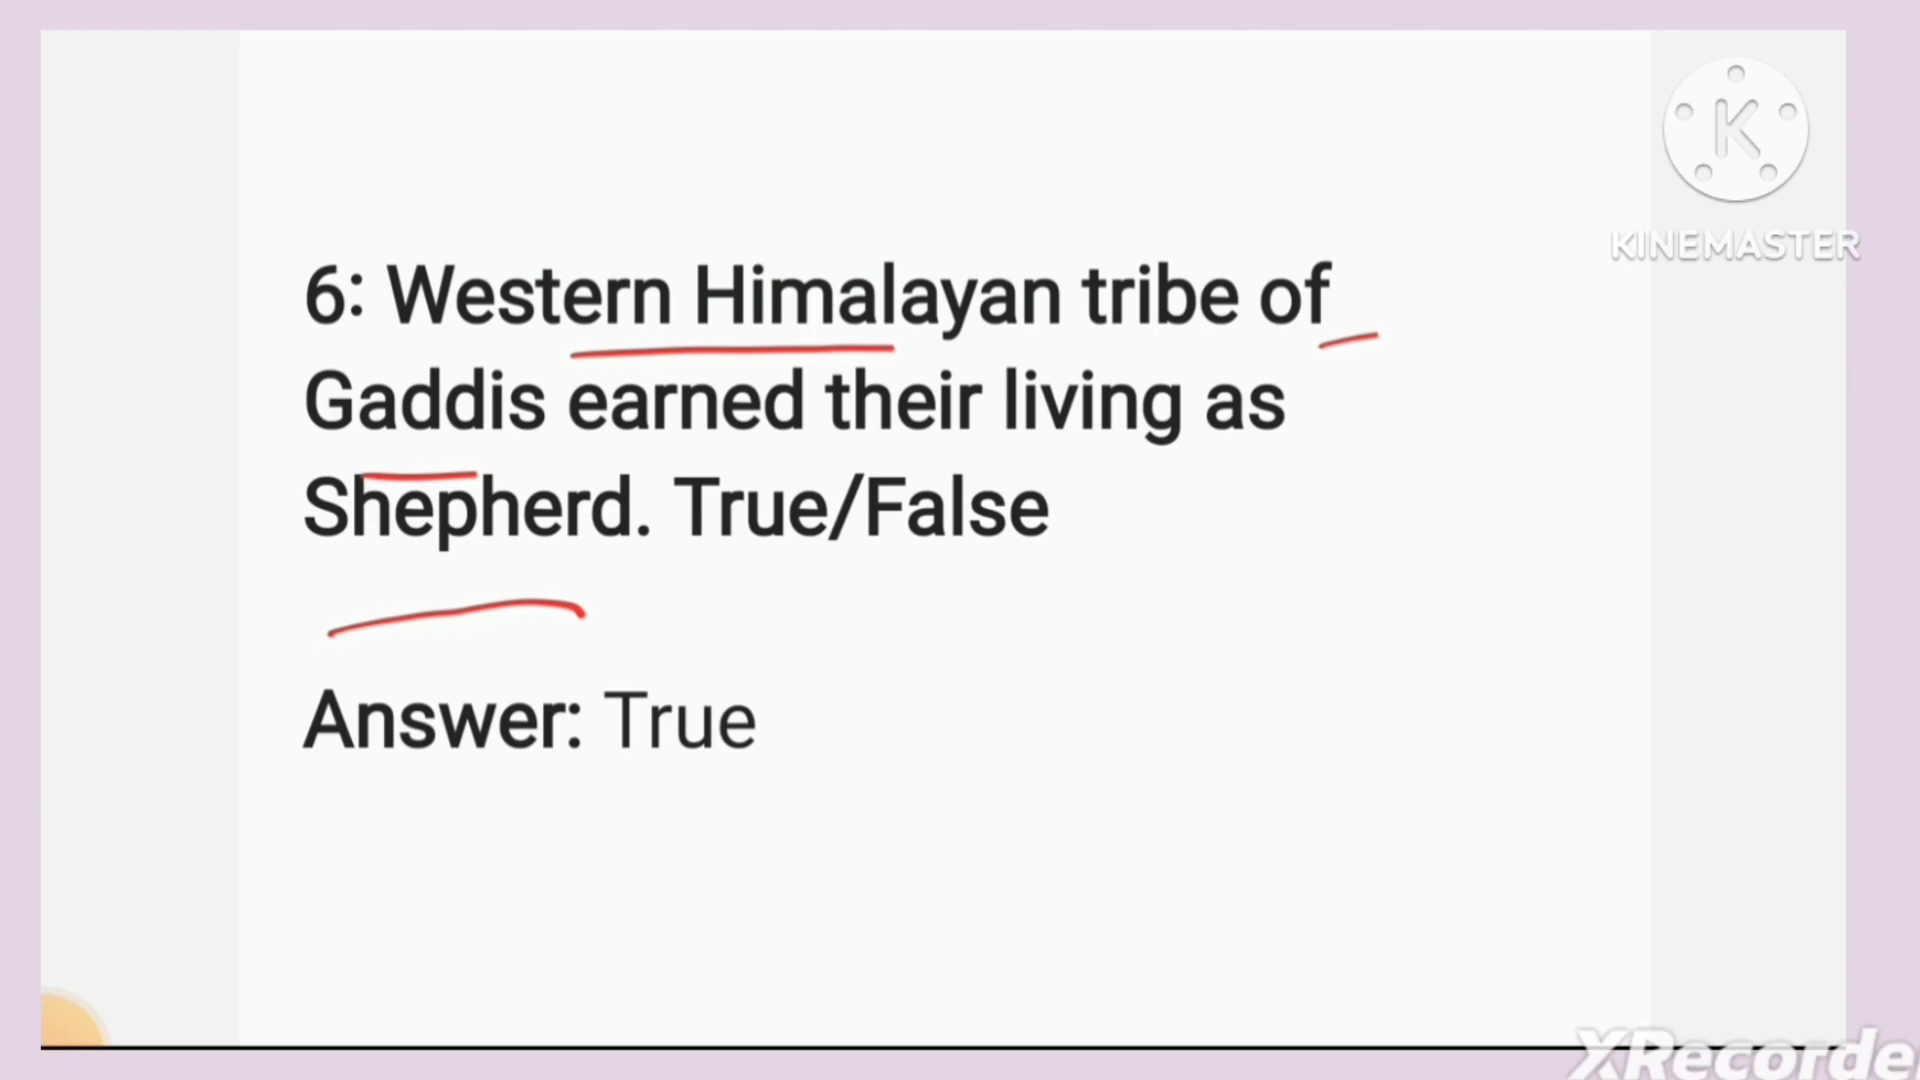 K
KINEMASTER
6: Western Himalayan tribe of
Gaddis earned their living as
Shepherd. True/False
Answer: True
XRecorde